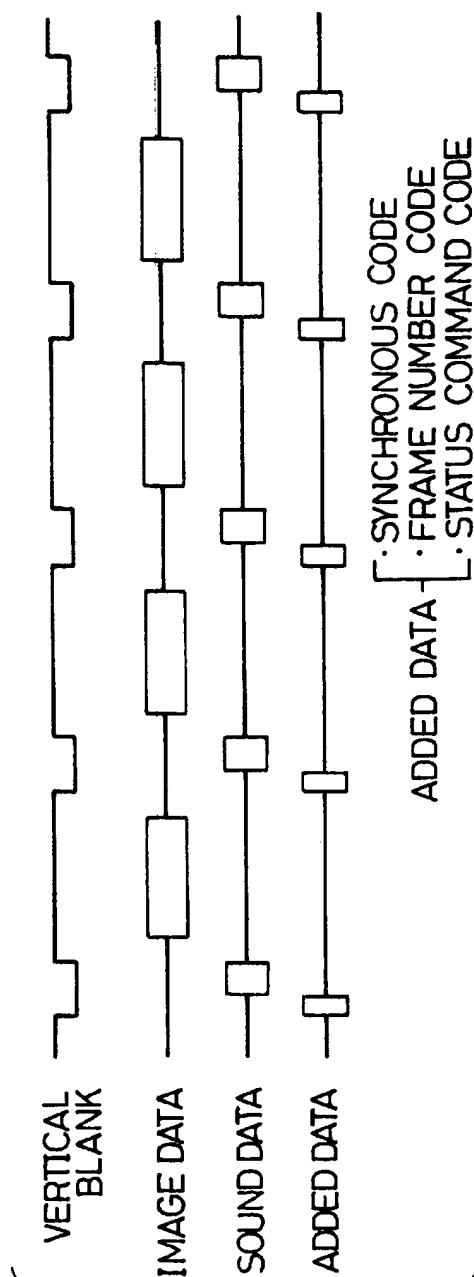 VERTICAL
BLANK
IMAGE DATA
SOUND DATA
ADDED DATA
ADDED DATA
· SYNCHRONOUS CODE
· FRAME NUMBER CODE
· STATUS COMMAND CODE